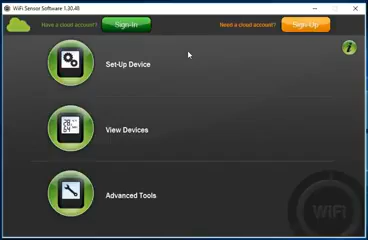 WiFi Sensor Software 1.30.48
Have a cloud account? Sign-In Need a cloud account? Sign-Up
i
Set-Up Device
View Devices
Advanced Tools
WiFi